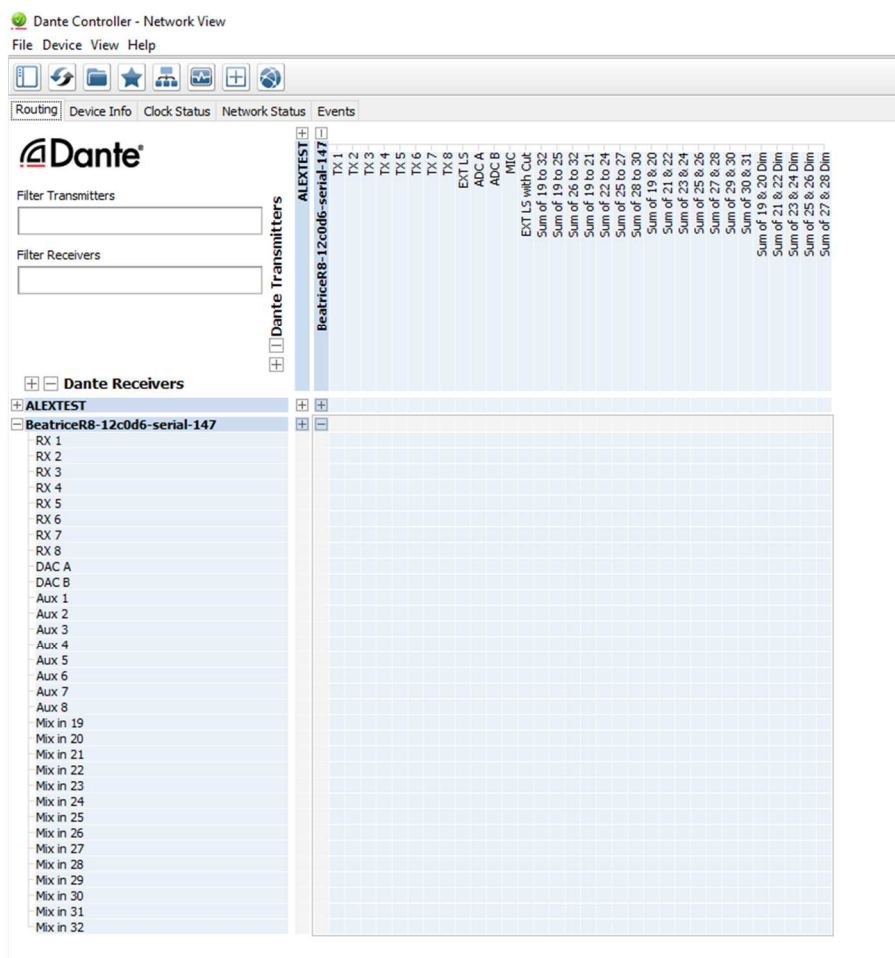 Dante Controller - Network View
File Device View Help
Routing Device Info Clock Status Network Status Events
Dante®
Filter Transmitters
Filter Receivers
Dante Transmitters
ALEXTEST
BeatriceR8-12c0d6-serial-147
TX 1
TX 2
TX 3
TX 4
TX 5
TX 6
TX 7
TX 8
EXT LS
ADC A
ADC B
MIC
EXT LS with Cut
Sum of 19 to 32
Sum of 19 to 25
Sum of 26 to 32
Sum of 19 to 21
Sum of 22 to 24
Sum of 25 to 27
Sum of 28 to 30
Sum of 19 & 20
Sum of 21 & 22
Sum of 23 & 24
Sum of 25 & 26
Sum of 27 & 28
Sum of 29 & 30
Sum of 30 & 31
Sum of 19 & 20 Dim
Sum of 21 & 22 Dim
Sum of 23 & 24 Dim
Sum of 25 & 26 Dim
Sum of 27 & 28 Dim
Dante Receivers
ALEXTEST
BeatriceR8-12c0d6-serial-147
RX 1
RX 2
RX 3
RX 4
RX 5
RX 6
RX 7
RX 8
DAC A
DAC B
Aux 1
Aux 2
Aux 3
Aux 4
Aux 5
Aux 6
Aux 7
Aux 8
Mix in 19
Mix in 20
Mix in 21
Mix in 22
Mix in 23
Mix in 24
Mix in 25
Mix in 26
Mix in 27
Mix in 28
Mix in 29
Mix in 30
Mix in 31
Mix in 32